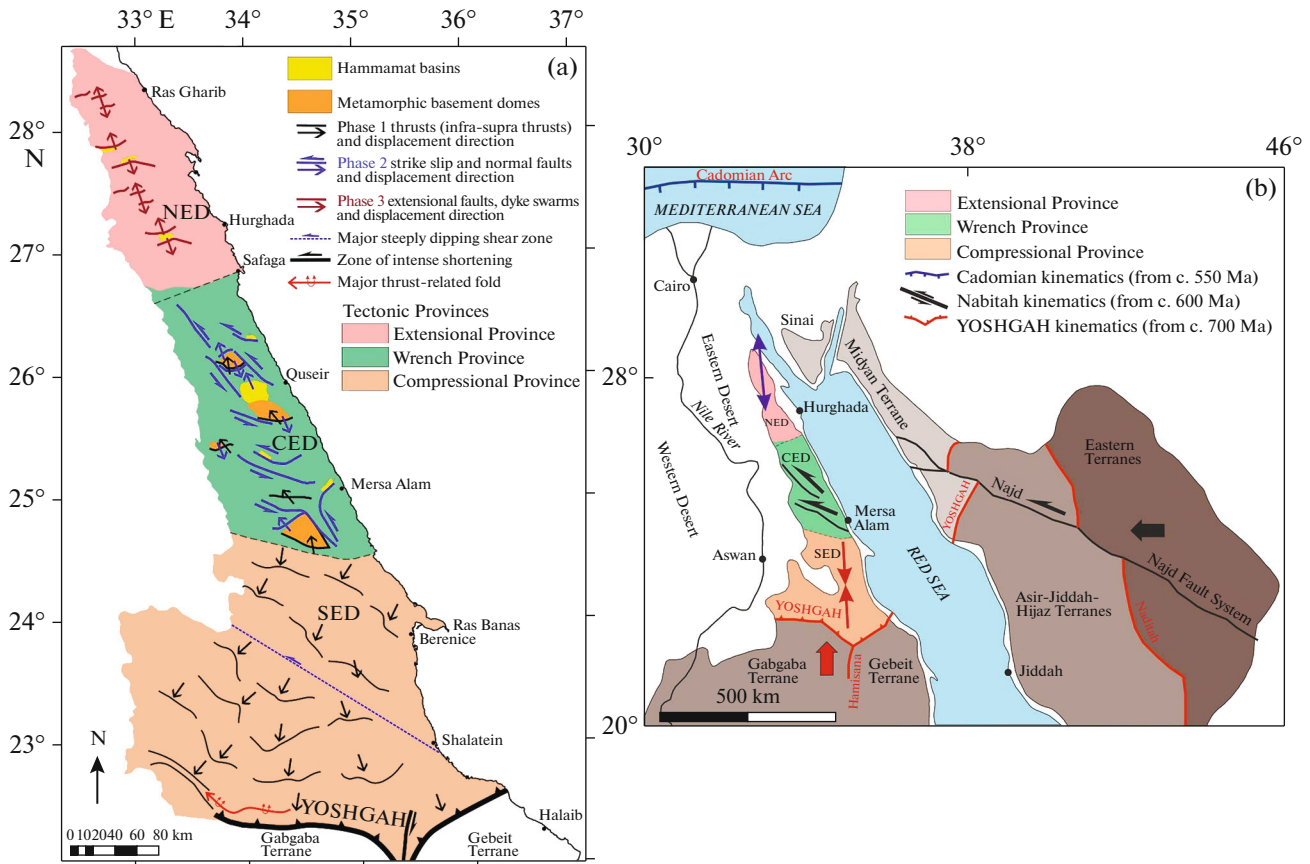 33° E
34°
35°
36°
37°
(a)
Hammamat basins
Metamorphic basement domes
Phase 1 thrusts (infra-supra thrusts)
and displacement direction
Phase 2 strike slip and normal faults
and displacement direction
Phase 3 extensional faults, dyke swarms
and displacement direction
Major steeply dipping shear zone
Zone of intense shortening
Major thrust-related fold
Tectonic Provinces
Extensional Province
Wrench Province
Compressional Province
28°
N
27°
26°
25°
24°
23°
Ras Gharib
NED
Hurghada
Safaga
Quseir
CED
Mersa Alam
SED
Ras Banas
Berenice
Shalatein
N
YOSHGAH
Halaib
0 10 20 40 60 80 km
Gabgaba
Terrane
Gebeit
Terrane
30°
38°
46°
(b)
Cadomian Arc
MEDITERRANEAN SEA
Extensional Province
Wrench Province
Compressional Province
Cadomian kinematics (from c. 550 Ma)
Nabitah kinematics (from c. 600 Ma)
YOSHGAH kinematics (from c. 700 Ma)
Cairo
Sinai
28°
Eastern Desert
Nile River
Western Desert
Midyan Terrane
Hurghada
NED
CED
Eastern
Terranes
Najd
YOSHGAH
Mersa
Alam
Aswan
SED
RED SEA
Najd Fault System
Asir-Jiddah-
Hijaz Terranes
Naditah
YOSHGAH
Gabgaba
Terrane
Hamisana
Gebeit
Terrane
Jiddah
500 km
20°